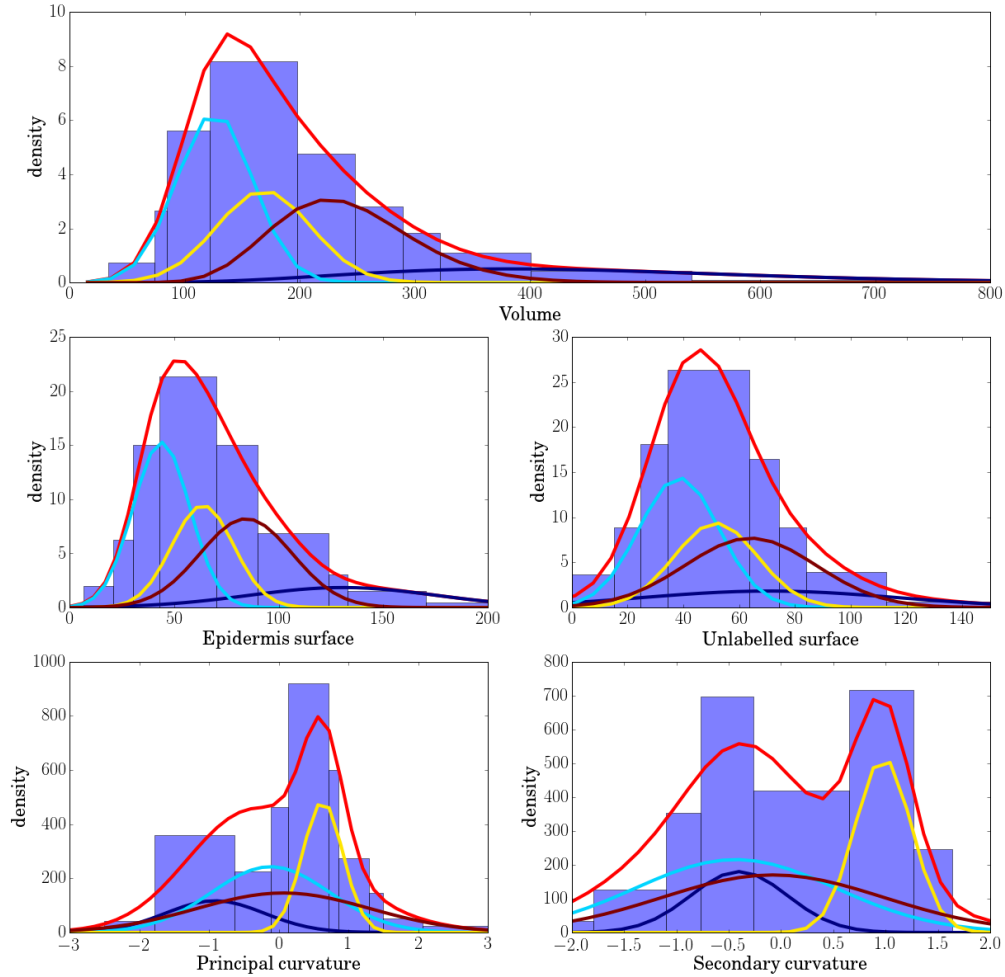 10
8
6
4
2
0
density
0 100 200 300 400 500 600 700 800
Volume
25
20
15
10
5
0
density
0 50 100 150 200
Epidermis surface
30
25
20
15
10
5
0
density
0 20 40 60 80 100 120 140
Unlabelled surface
1000
800
600
400
200
0
density
−3 −2 −1 0 1 2 3
Principal curvature
800
700
600
500
400
300
200
100
0
density
−2.0 −1.5 −1.0 −0.5 0.0 0.5 1.0 1.5 2.0
Secondary curvature